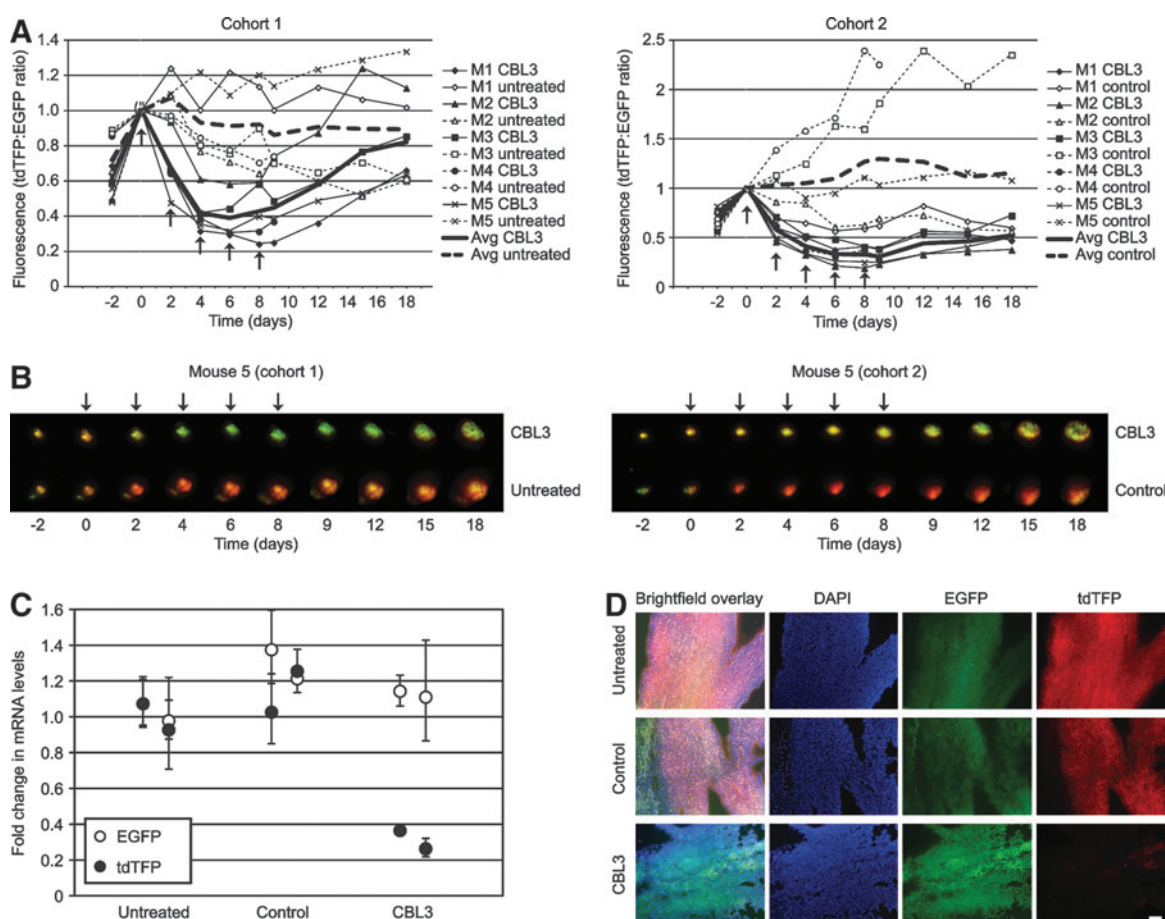 A
Cohort 1
Fluorescence (tdTFP:EGFP ratio)
1.4
1.2
1.0
0.8
0.6
0.4
0.2
0
-2 0 2 4 6 8 10 12 14 16 18
Time (days)
(*)
M1 CBL3
M1 untreated
M2 CBL3
M2 untreated
M3 CBL3
M3 untreated
M4 CBL3
M4 untreated
M5 CBL3
M5 untreated
Avg CBL3
Avg untreated
Cohort 2
Fluorescence (tdTFP:EGFP ratio)
2.5
2.0
1.5
1.0
0.5
0
-2 0 2 4 6 8 10 12 14 16 18
Time (days)
M1 CBL3
M1 control
M2 CBL3
M2 control
M3 CBL3
M3 control
M4 CBL3
M4 control
M5 CBL3
M5 control
Avg CBL3
Avg control
B
Mouse 5 (cohort 1)
CBL3
Untreated
-2 0 2 4 6 8 9 12 15 18
Time (days)
Mouse 5 (cohort 2)
CBL3
Control
-2 0 2 4 6 8 9 12 15 18
Time (days)
C
Fold change in mRNA levels
1.6
1.4
1.2
1.0
0.8
0.6
0.4
0.2
0
EGFP
tdTFP
Untreated Control CBL3
D
Brightfield overlay DAPI EGFP tdTFP
Untreated
Control
CBL3